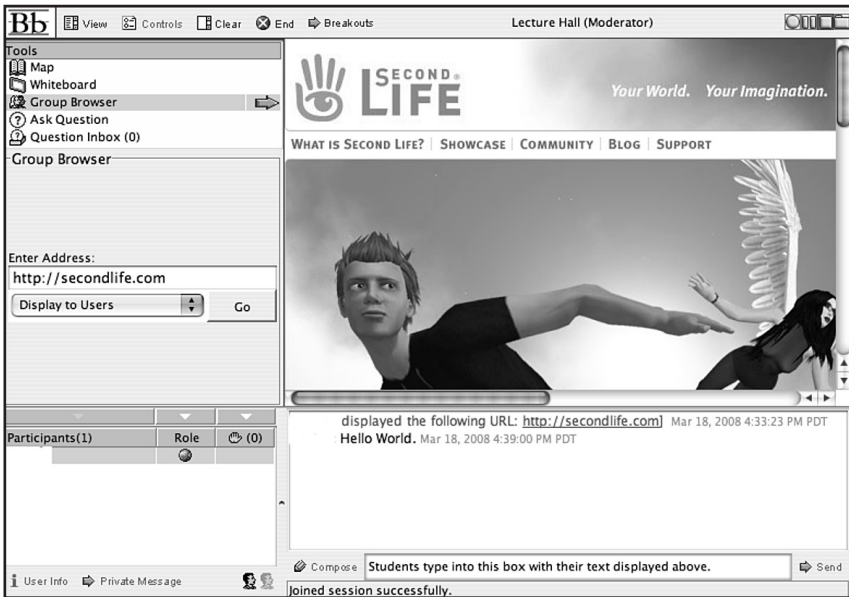 Bb View Controls Clear End Breakouts Lecture Hall (Moderator)
Tools
Map
Whiteboard
Group Browser
Ask Question
Question Inbox (0)
Group Browser
Enter Address:
http://secondlife.com
Display to Users Go
SECOND LIFE
Your World. Your Imagination.
WHAT IS SECOND LIFE? SHOWCASE COMMUNITY BLOG SUPPORT
Participants(1) Role (0)
User Info Private Message
displayed the following URL: http://secondlife.com] Mar 18, 2008 4:33:23 PM PDT
Hello World. Mar 18, 2008 4:39:00 PM PDT
Compose Students type into this box with their text displayed above. Send
Joined session successfully.